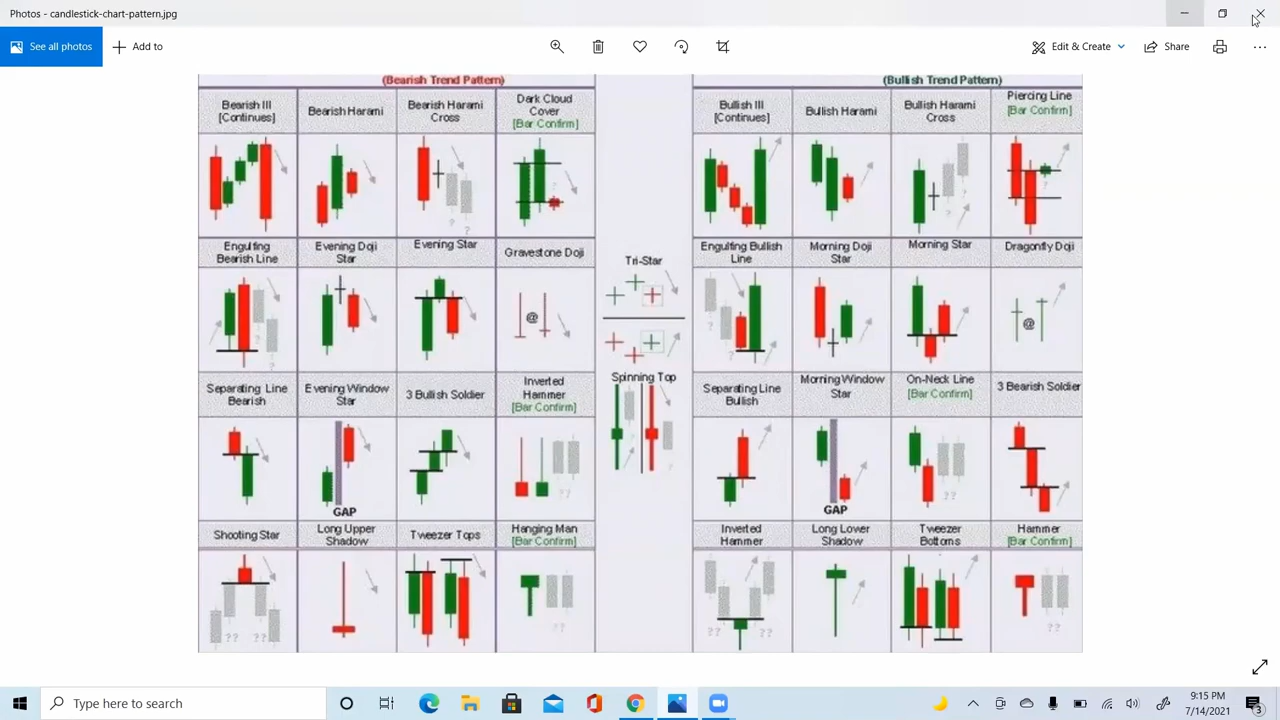 Photos - candlestick-chart-pattern.jpg
See all photos
Add to
Edit & Create
Share
(Bearish Trend Pattern)
(Bullish Trend Pattern)
Bearish III
[Continues]
Bearish Harami
Bearish Harami
Cross
Dark Cloud
Cover
[Bar Confirm]
Bullish III
[Continues]
Bullish Harami
Bullish Harami
Cross
Piercing Line
[Bar Confirm]
?
?
?
?
?
Engulfing
Bearish Line
Evening Doji
Star
Evening Star
Gravestone Doji
Tri-Star
Engulfing Bullish
Line
Morning Doji
Star
Morning Star
Dragonfly Doji
@
@
?
?
?
?
Separating Line
Bearish
Evening Window
Star
3 Bullish Soldier
Inverted
Hammer
[Bar Confirm]
Spinning Top
Separating Line
Bullish
Morning Window
Star
On-Neck Line
[Bar Confirm]
3 Bearish Soldier
GAP
??
GAP
??
Shooting Star
Long Upper
Shadow
Tweezer Tops
Hanging Man
[Bar Confirm]
Inverted
Hammer
Long Lower
Shadow
Tweezer
Bottoms
Hammer
[Bar Confirm]
??
??
??
??
??
??
Type here to search
9:15 PM
7/14/2021
3